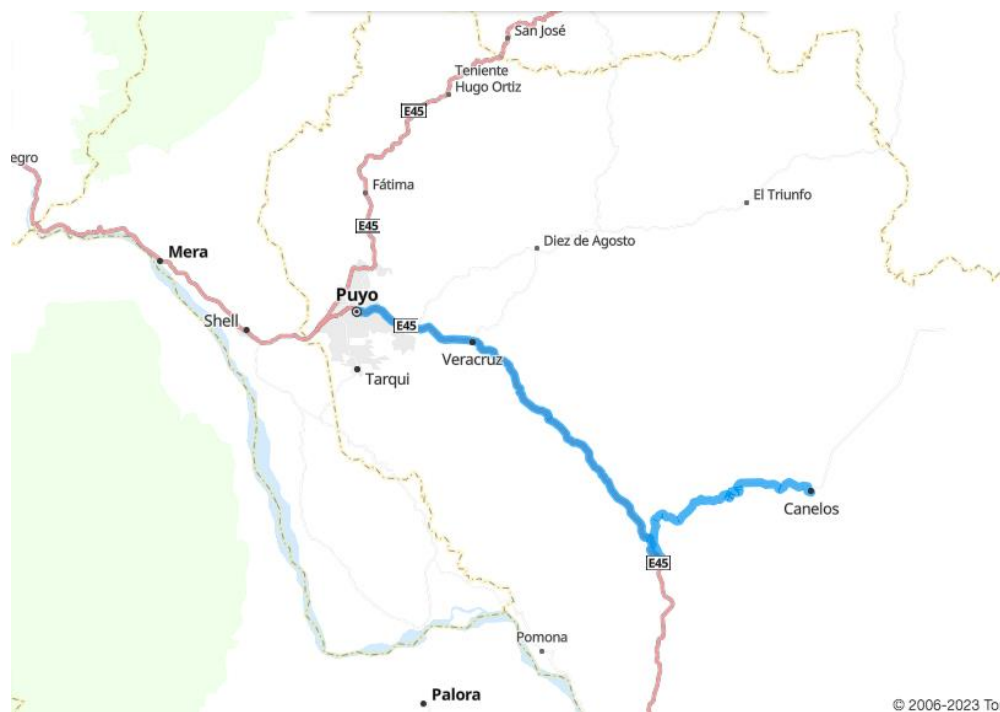 San José
Teniente
Hugo Ortiz
E45
egro
Fátima
El Triunfo
E45
Diez de Agosto
Mera
Puyo
Shell
E45
Veracruz
Tarqui
Canelos
E45
Pomona
Palora
© 2006-2023 To